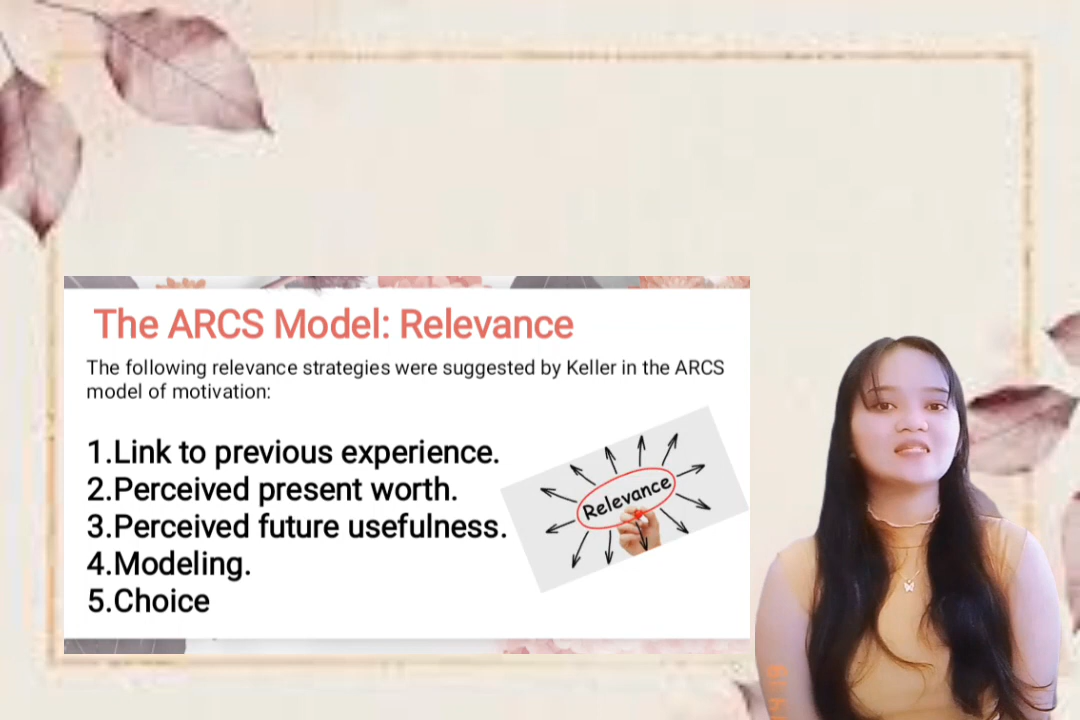 The ARCS Model: Relevance
The following relevance strategies were suggested by Keller in the ARCS
model of motivation:
1.Link to previous experience.
2.Perceived present worth.
3.Perceived future usefulness.
4.Modeling.
5.Choice
Relevance